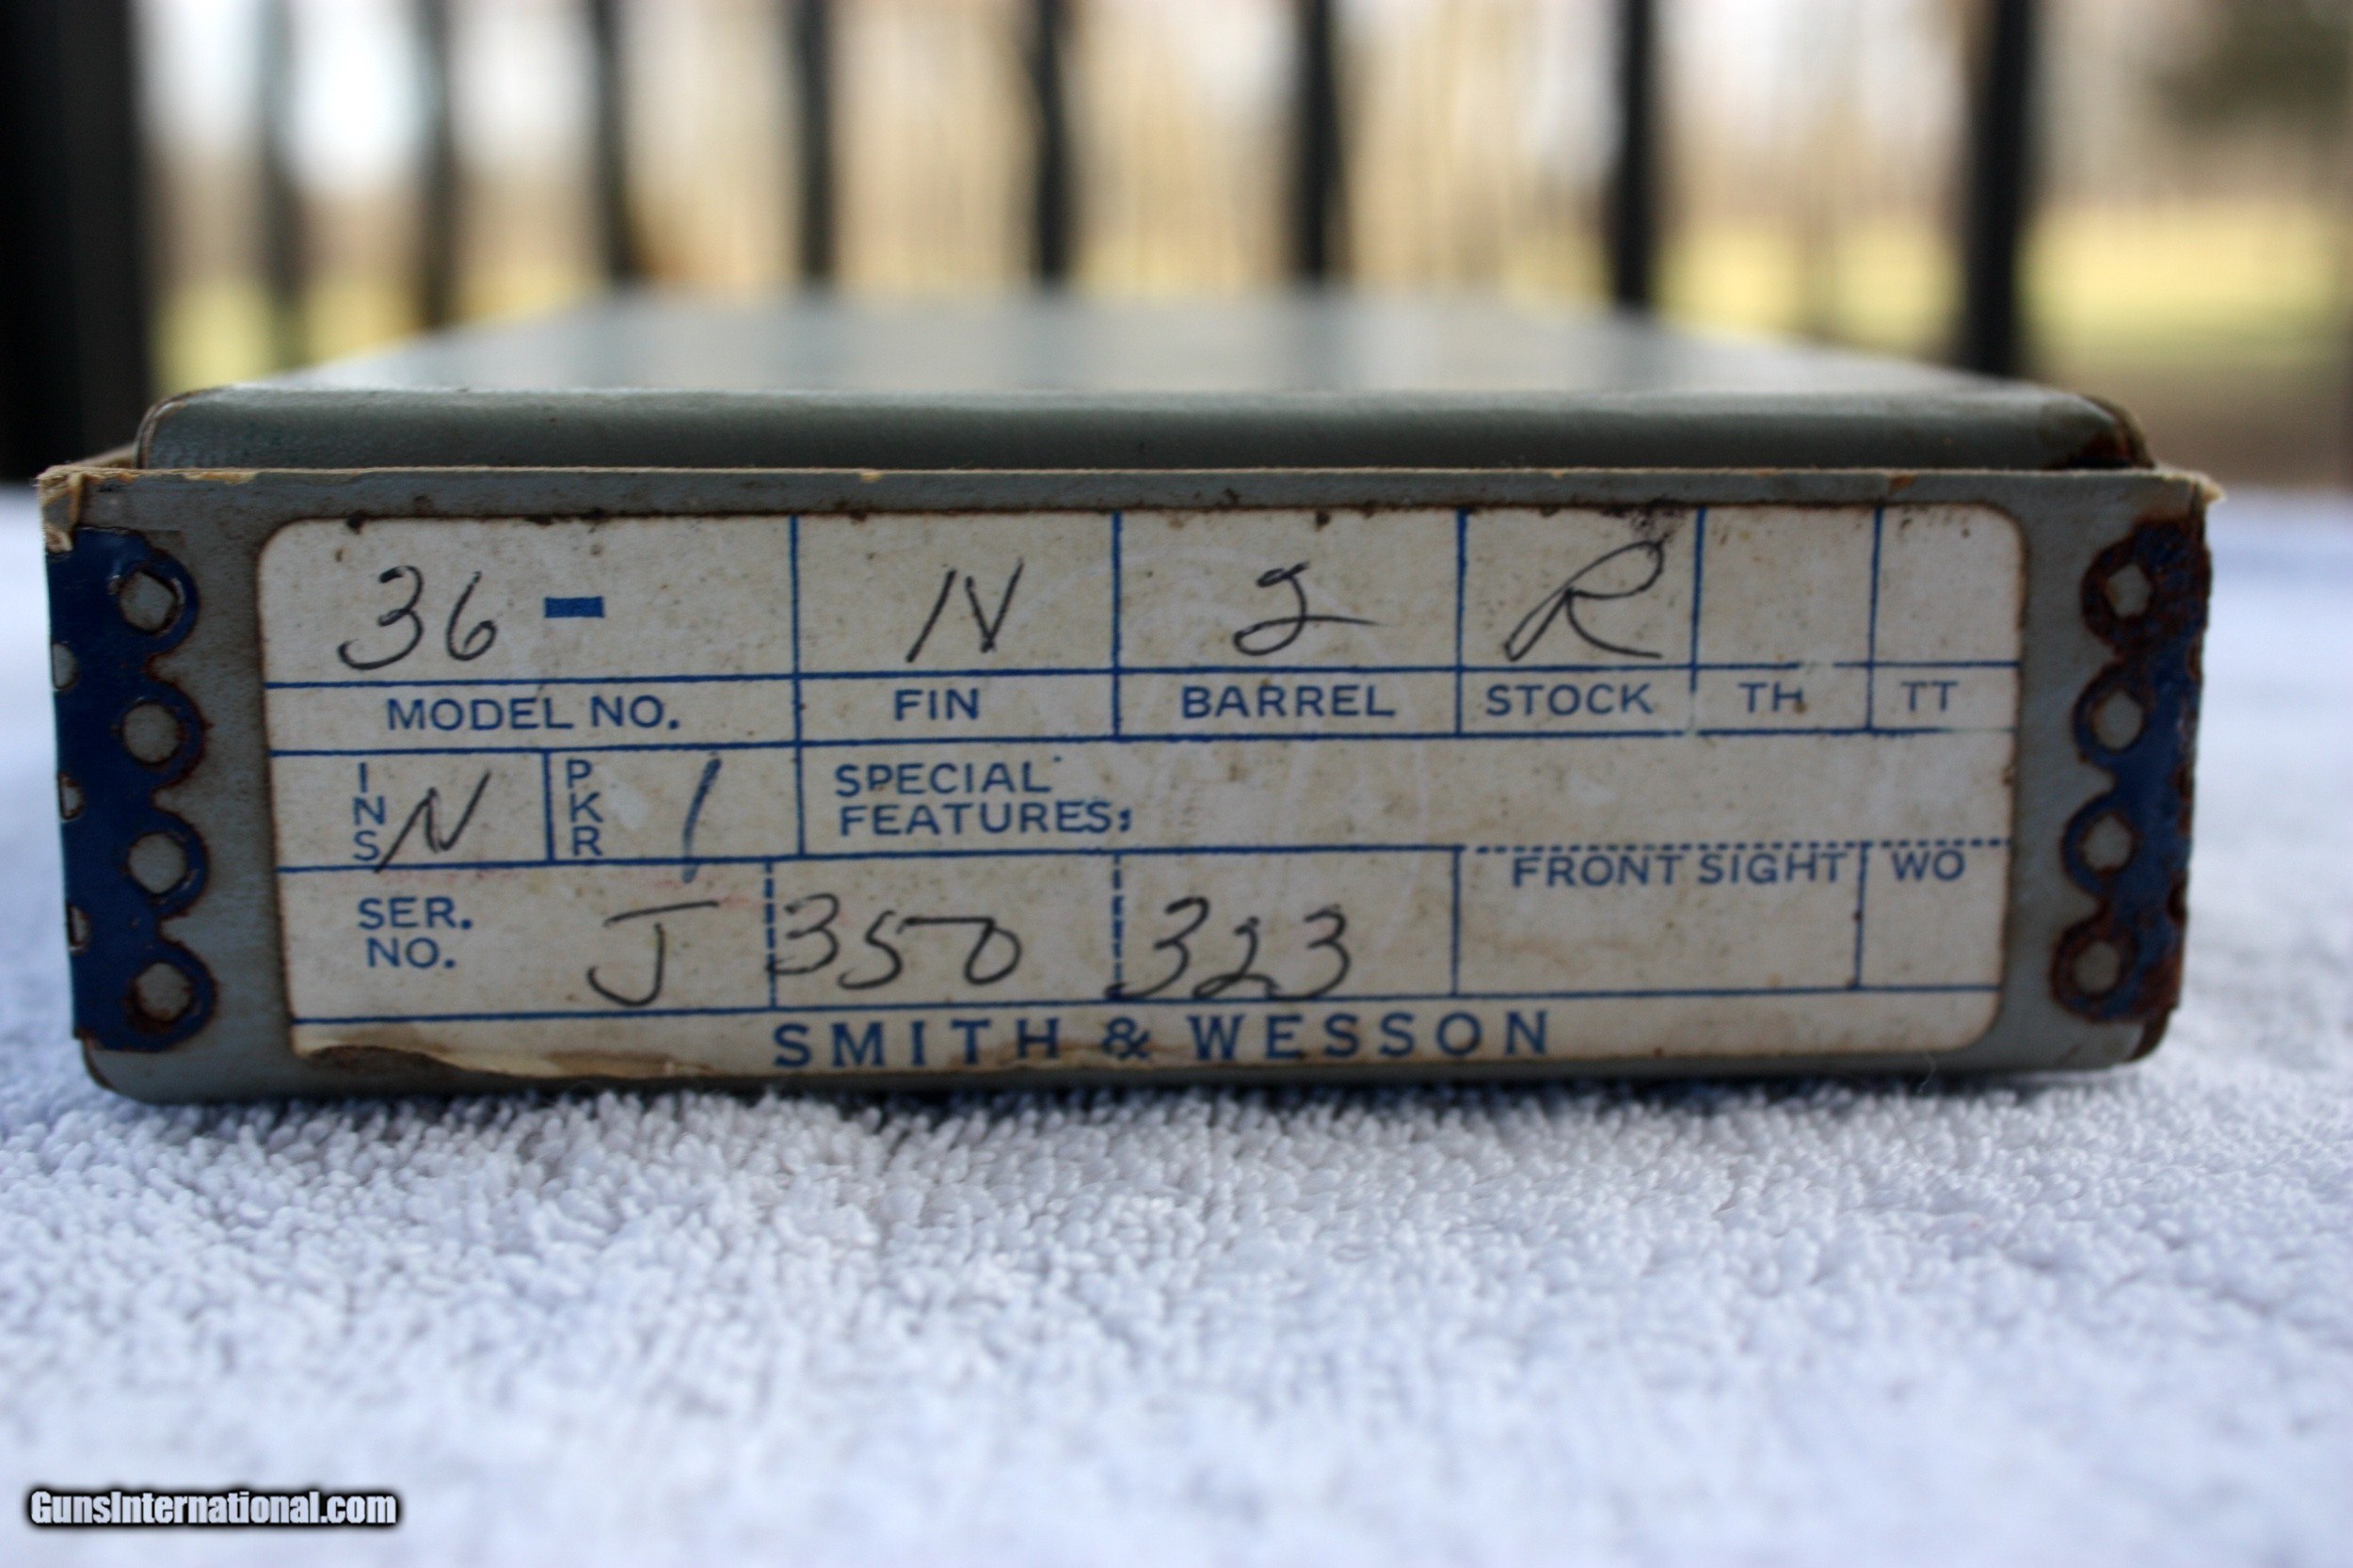 36- N 2 R
MODEL NO. FIN BARREL STOCK TH TT
INS N PKR 1 SPECIAL
FEATURES:
FRONT SIGHT WO
SER.
NO. J 350 323
SMITH & WESSON
GunsInternational.com